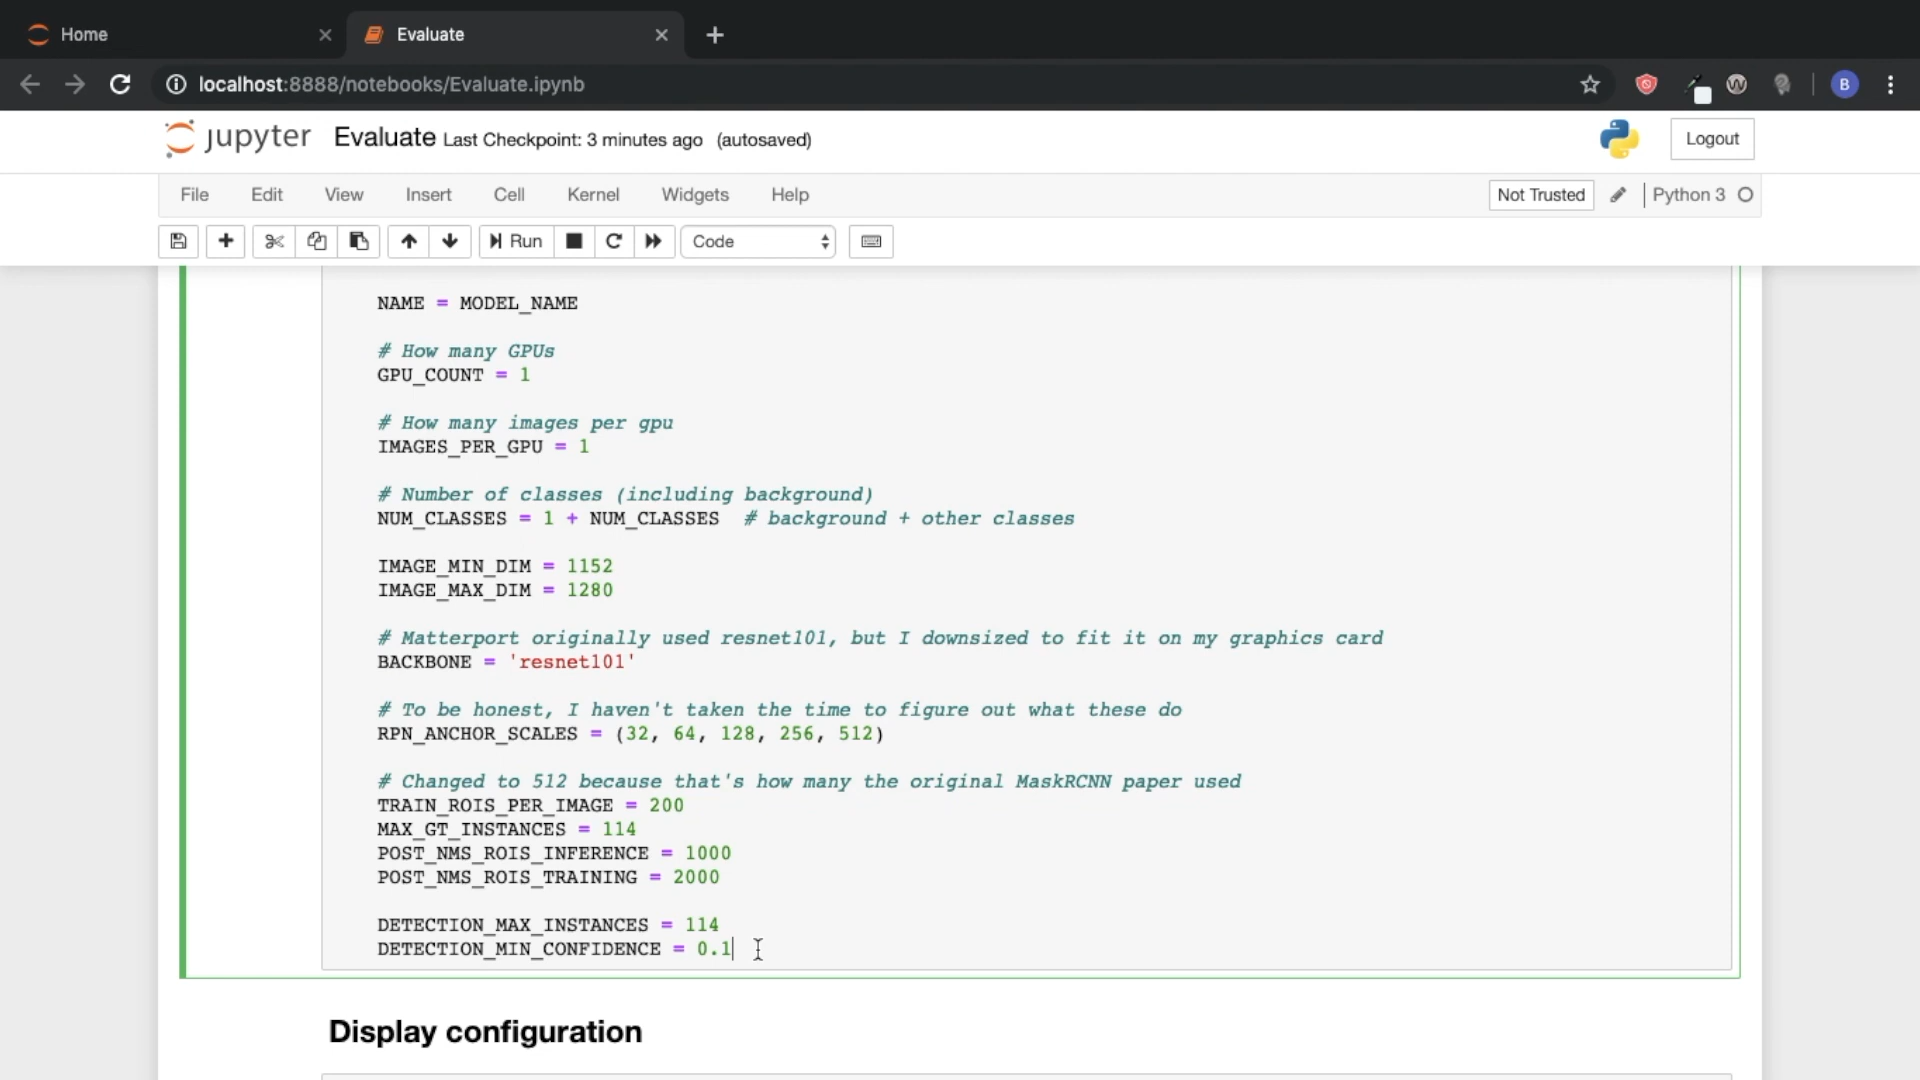 Home
Evaluate
localhost:8888/notebooks/Evaluate.ipynb
B
jupyter Evaluate Last Checkpoint: 3 minutes ago (autosaved)
Logout
File Edit View Insert Cell Kernel Widgets Help
Not Trusted
Python 3
Run
Code
NAME = MODEL_NAME
# How many GPUs
GPU_COUNT = 1
# How many images per gpu
IMAGES_PER_GPU = 1
# Number of classes (including background)
NUM_CLASSES = 1 + NUM_CLASSES # background + other classes
IMAGE_MIN_DIM = 1152
IMAGE_MAX_DIM = 1280
# Matterport originally used resnet101, but I downsized to fit it on my graphics card
BACKBONE = 'resnet101'
# To be honest, I haven't taken the time to figure out what these do
RPN_ANCHOR_SCALES = (32, 64, 128, 256, 512)
# Changed to 512 because that's how many the original MaskRCNN paper used
TRAIN_ROIS_PER_IMAGE = 200
MAX_GT_INSTANCES = 114
POST_NMS_ROIS_INFERENCE = 1000
POST_NMS_ROIS_TRAINING = 2000
DETECTION_MAX_INSTANCES = 114
DETECTION_MIN_CONFIDENCE = 0.1
Display configuration